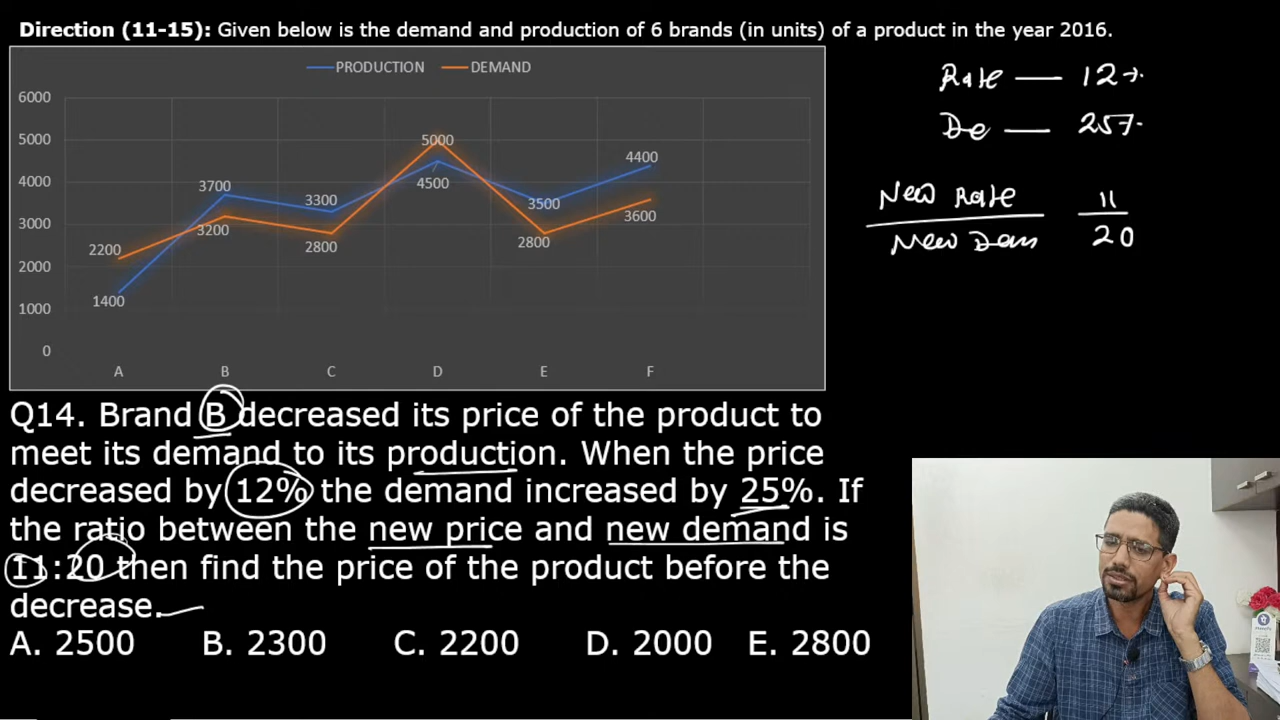 Direction (11-15): Given below is the demand and production of 6 brands (in units) of a product in the year 2016.
PRODUCTION DEMAND
6000
5000
4000
3000
2000
1000
0
2200
1400
3700
3200
3300
2800
5000
4500
3500
2800
4400
3600
A B C D E F
Rate — 12%
De — 25%
New Rate 11
New Dem 20
Q14. Brand B decreased its price of the product to
meet its demand to its production. When the price
decreased by 12% the demand increased by 25%. If
the ratio between the new price and new demand is
11:20 then find the price of the product before the
decrease.
A. 2500 B. 2300 C. 2200 D. 2000 E. 2800